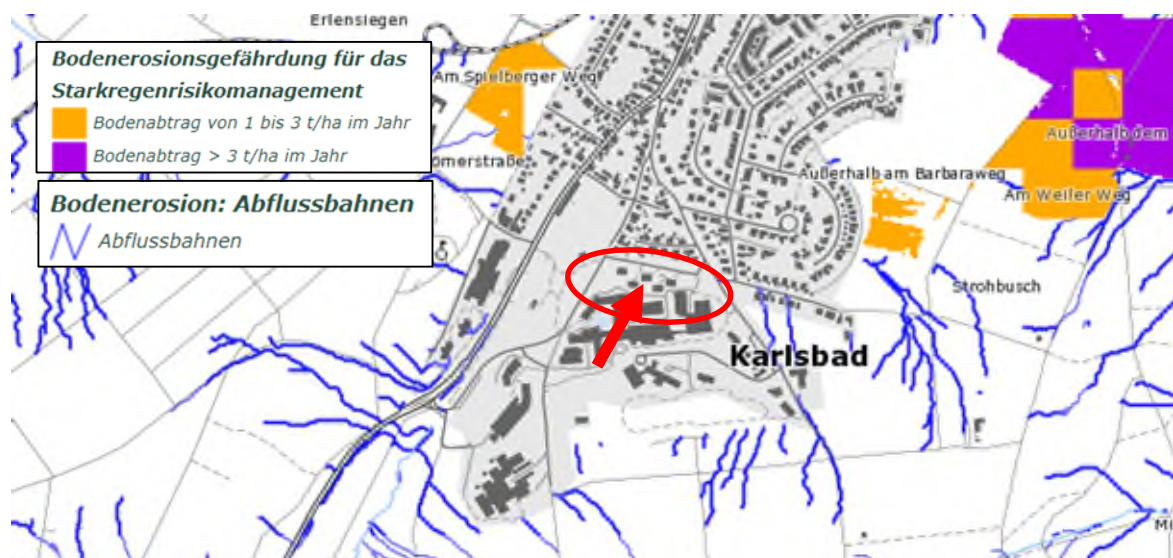 Erlensiegen
Bodenerosionsgefährdung für das
Starkregenrisikomanagement
Bodenabtrag von 1 bis 3 t/ha im Jahr
Bodenabtrag > 3 t/ha im Jahr
Bodenerosion: Abflussbahnen
Abflussbahnen
Am Spielberger Weg
ömerstraße
Außerhalb am Barbaraweg
Außerhalb dem
Am Weiler Weg
Strohbusch
Karlsbad